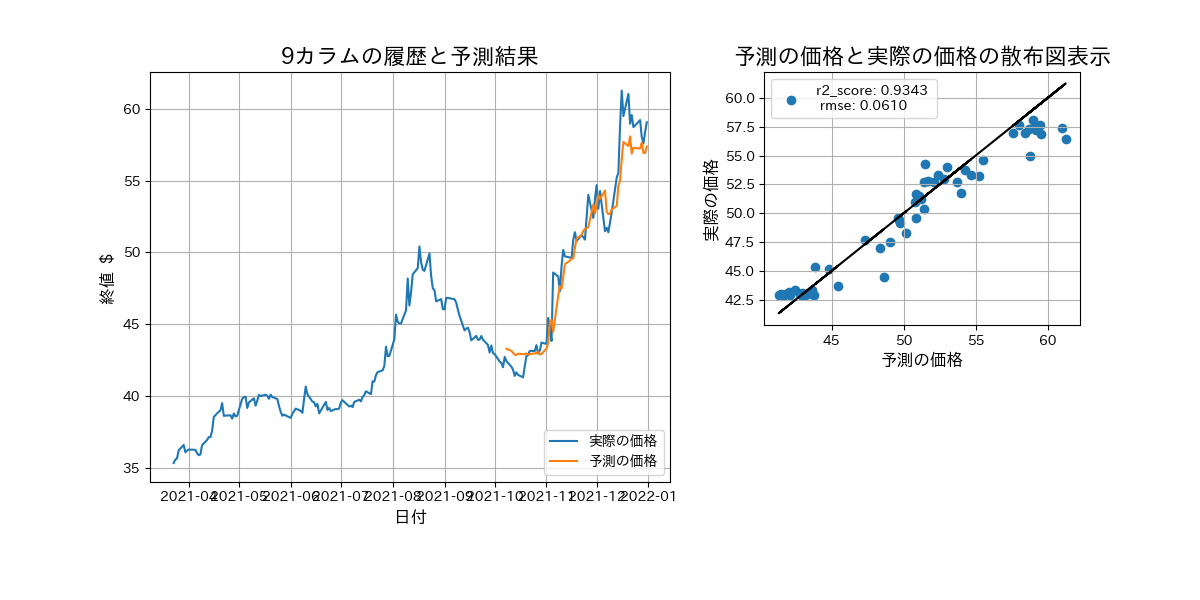 9カラムの履歴と予測結果
終値 $
60
55
50
45
40
35
2021-04
2021-05
2021-06
2021-07
2021-08
2021-09
2021-10
2021-11
2021-12
2022-01
日付
実際の価格
予測の価格
予測の価格と実際の価格の散布図表示
r2_score: 0.9343
rmse: 0.0610
実際の価格
60.0
57.5
55.0
52.5
50.0
47.5
45.0
42.5
45
50
55
60
予測の価格